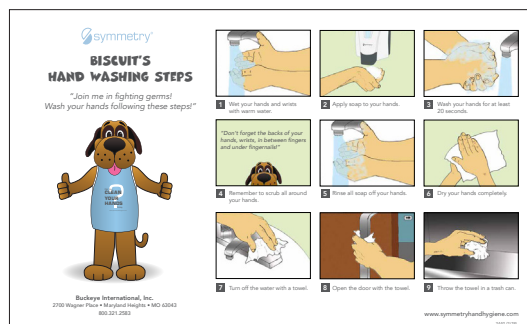 symmetry
BISCUIT'S
HAND WASHING STEPS
"Join me in fighting germs!
Wash your hands following these steps!"
CLEAN
YOUR
HANDS
Buckeye International, Inc.
2700 Wagner Place • Maryland Heights • MO 63043
800.321.2583
1 Wet your hands and wrists
with warm water.
2 Apply soap to your hands.
3 Wash your hands for at least
20 seconds.
"Don't forget the backs of your
hands, wrists, in between fingers
and under fingernails!"
4 Remember to scrub all around
your hands.
5 Rinse all soap off your hands.
6 Dry your hands completely.
7 Turn off the water with a towel.
8 Open the door with the towel.
9 Throw the towel in a trash can.
www.symmetryhandhygiene.com